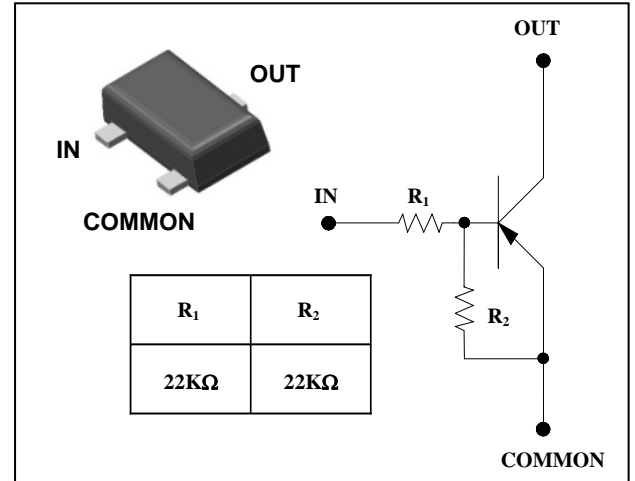 OUT
OUT
IN
IN
R₁
COMMON
R₁ R₂
R₂
22KΩ 22KΩ
COMMON